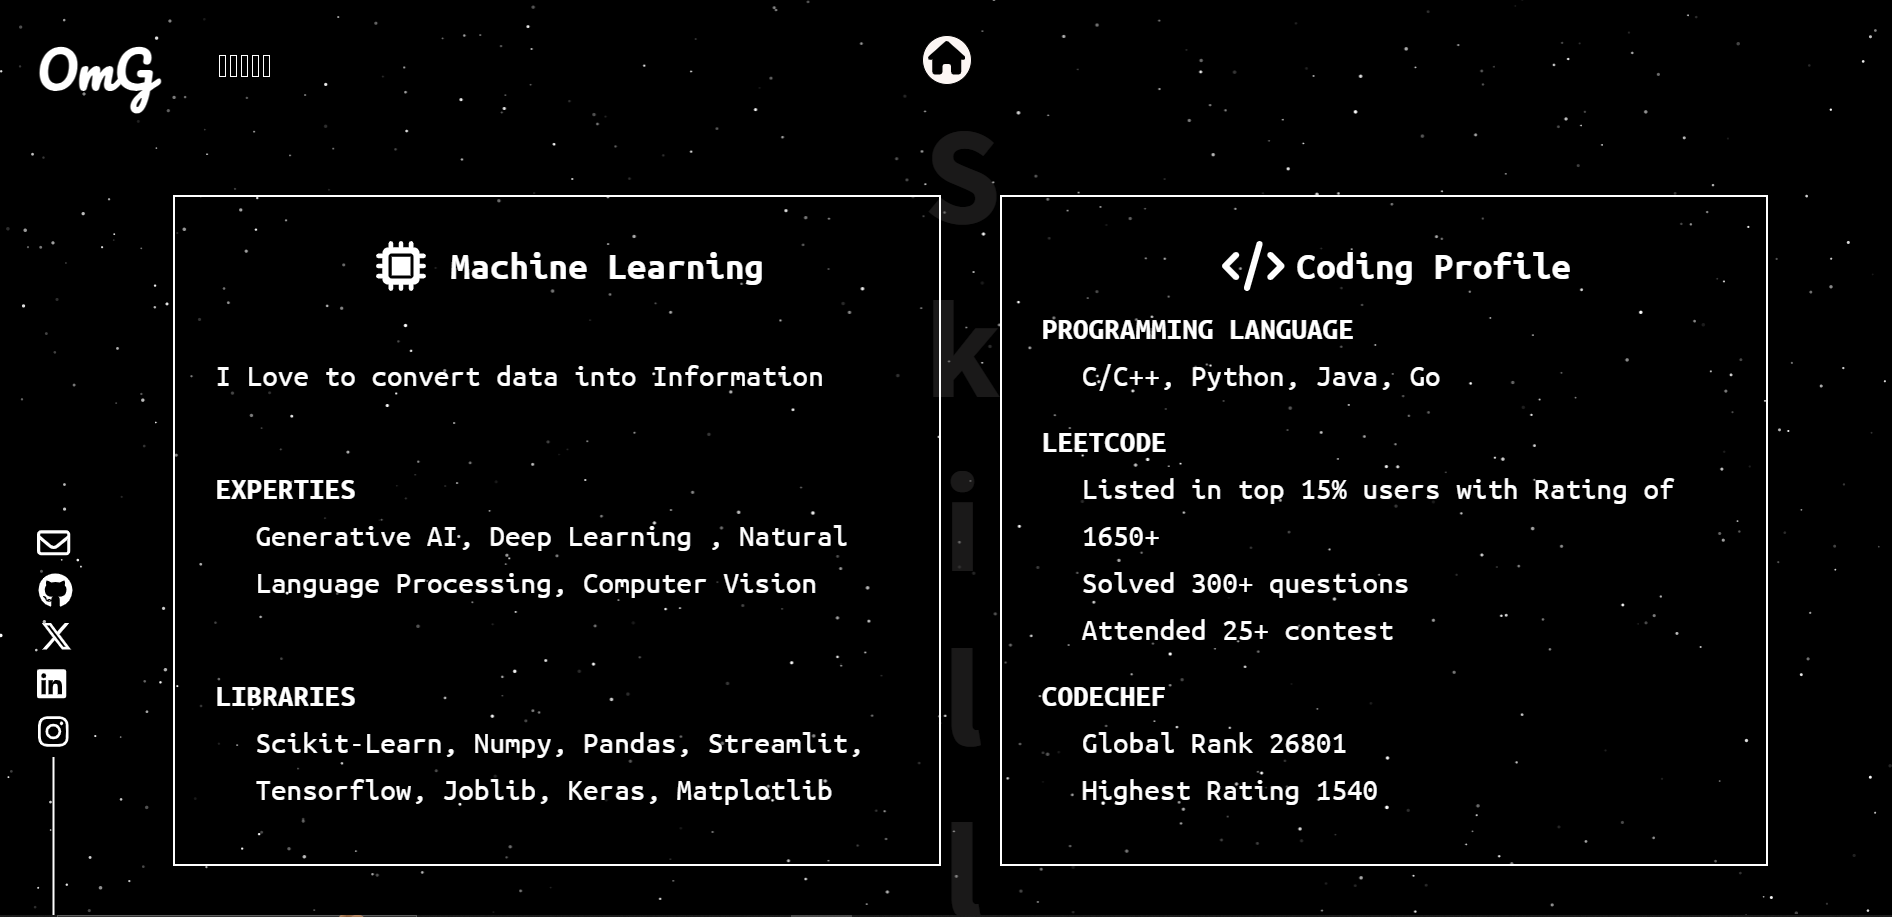 OmG
Machine Learning
I Love to convert data into Information
EXPERTIES
Generative AI, Deep Learning , Natural
Language Processing, Computer Vision
LIBRARIES
Scikit-Learn, Numpy, Pandas, Streamlit,
Tensorflow, Joblib, Keras, Matplotlib
S
k
i
l
l
Coding Profile
PROGRAMMING LANGUAGE
C/C++, Python, Java, Go
LEETCODE
Listed in top 15% users with Rating of
1650+
Solved 300+ questions
Attended 25+ contest
CODECHEF
Global Rank 26801
Highest Rating 1540